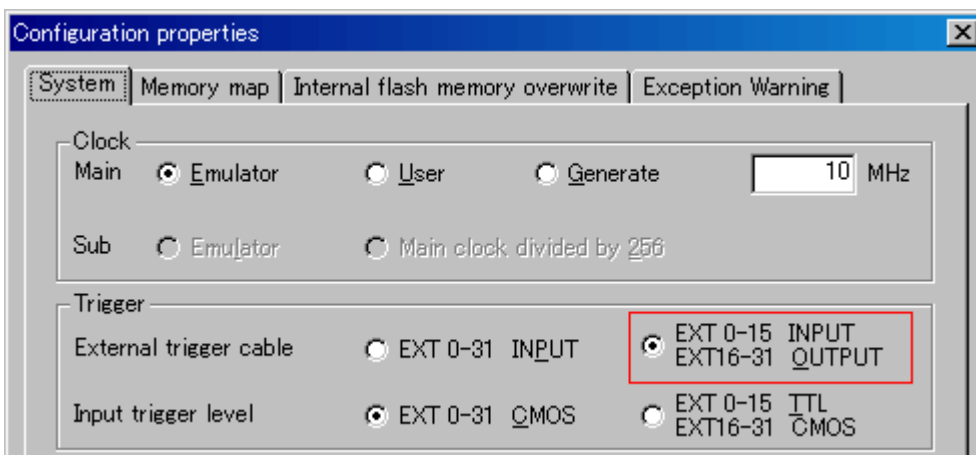 Configuration properties
System Memory map Internal flash memory overwrite Exception Warning
Clock
Main Emulator User Generate 10 MHz
Sub Emulator Main clock divided by 256
Trigger
External trigger cable EXT 0-31 INPUT EXT 0-15 INPUT
EXT16-31 OUTPUT
Input trigger level EXT 0-31 CMOS EXT 0-15 TTL
EXT16-31 CMOS